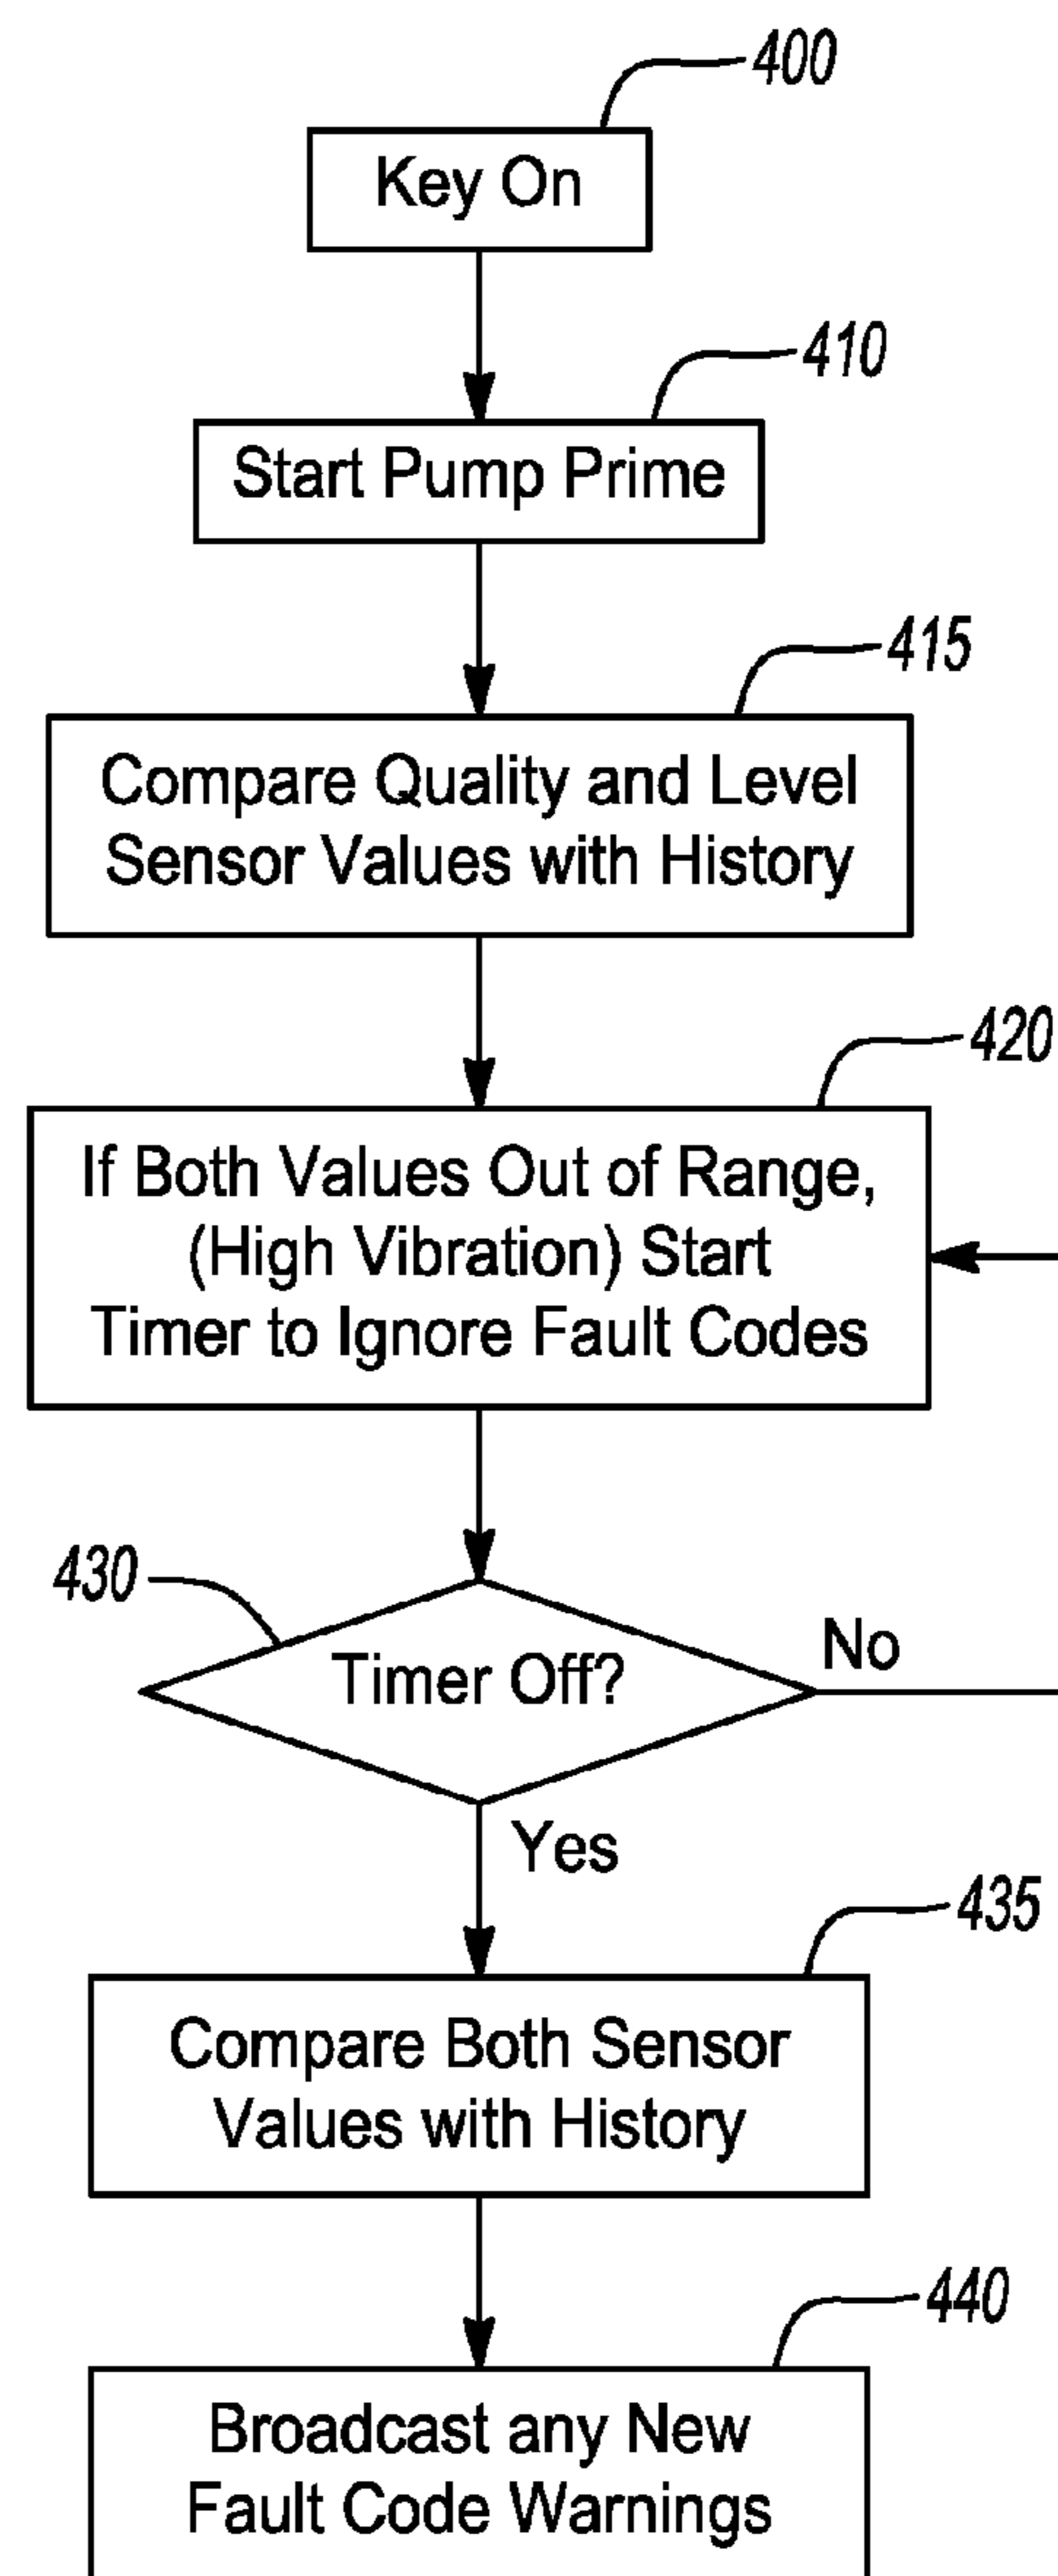 400
Key On
410
Start Pump Prime
415
Compare Quality and Level
Sensor Values with History
420
If Both Values Out of Range,
(High Vibration) Start
Timer to Ignore Fault Codes
430
Timer Off?
No
Yes
435
Compare Both Sensor
Values with History
440
Broadcast any New
Fault Code Warnings